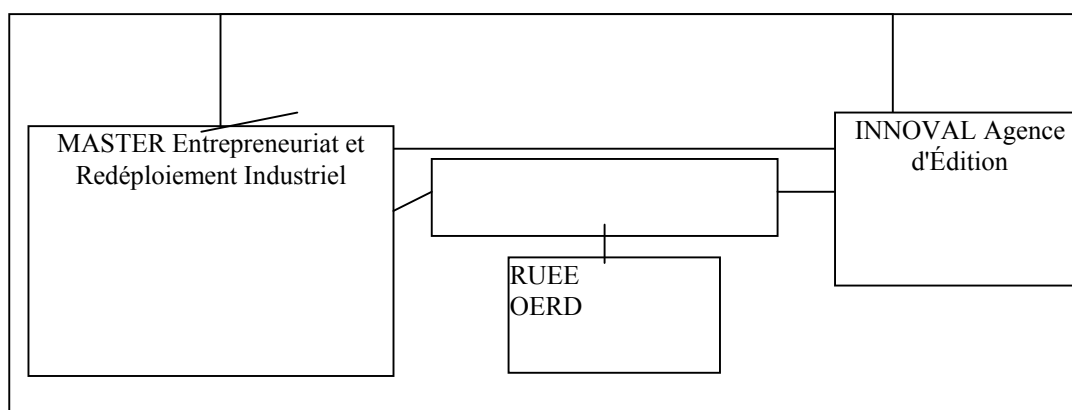 MASTER Entrepreneuriat et
Redéploiement Industriel
INNOVAL Agence
d'Édition
RUEE
OERD